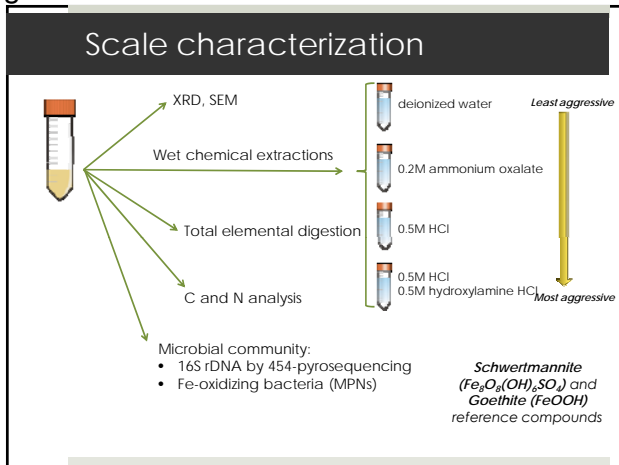 Scale characterization
XRD, SEM
Wet chemical extractions
Total elemental digestion
C and N analysis
Microbial community:
• 16S rDNA by 454-pyrosequencing
• Fe-oxidizing bacteria (MPNs)
deionized water
0.2M ammonium oxalate
0.5M HCl
0.5M HCl
0.5M hydroxylamine HCl
Least aggressive
Most aggressive
Schwertmannite
(Fe₈O₈(OH)₆SO₄) and
Goethite (FeOOH)
reference compounds